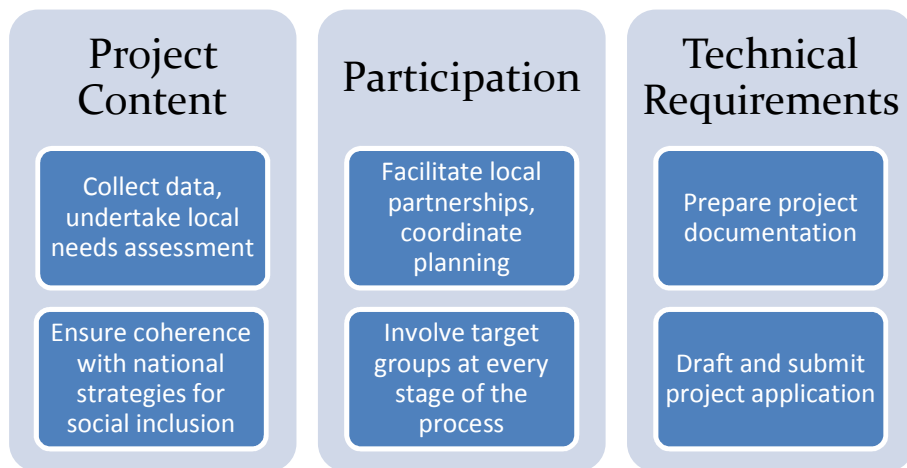 Project
Content
Collect data,
undertake local
needs assessment
Ensure coherence
with national
strategies for
social inclusion
Participation
Facilitate local
partnerships,
coordinate
planning
Involve target
groups at every
stage of the
process
Technical
Requirements
Prepare project
documentation
Draft and submit
project application